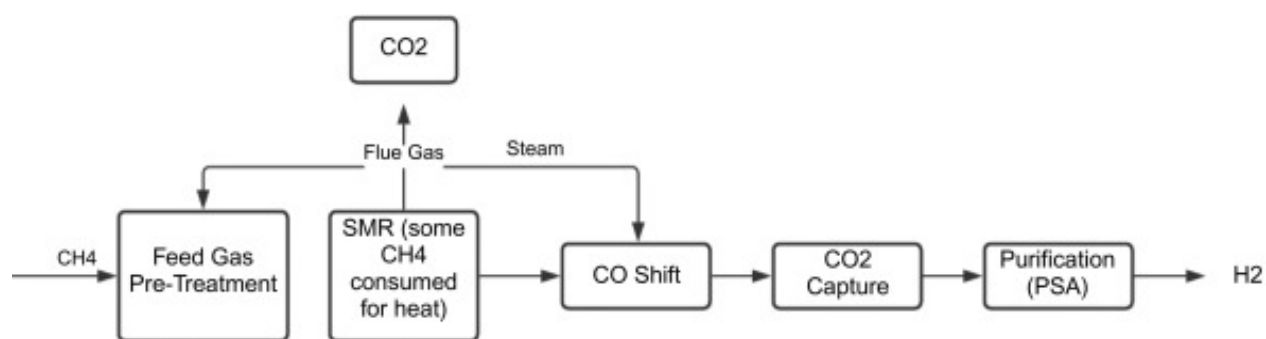 CO2
Flue Gas
Steam
CH4
Feed Gas
Pre-Treatment
SMR (some
CH4
consumed
for heat)
CO Shift
CO2
Capture
Purification
(PSA)
H2